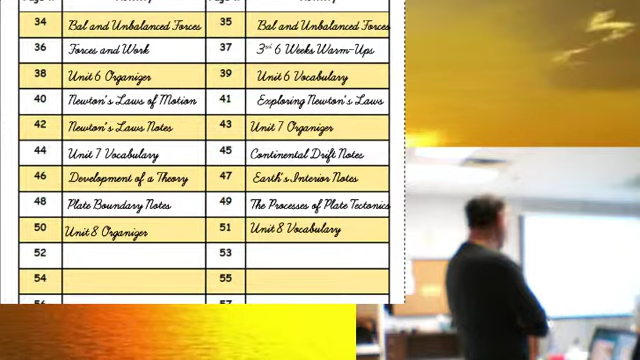 34 Bal and Unbalanced Forces 35 Bal and Unbalanced Forces
36 Forces and Work 37 3rd 6 Weeks Warm-Ups
38 Unit 6 Organizer 39 Unit 6 Vocabulary
40 Newton's Laws of Motion 41 Exploring Newton's Laws
42 Newton's Laws Notes 43 Unit 7 Organizer
44 Unit 7 Vocabulary 45 Continental Drift Notes
46 Development of a Theory 47 Earth's Interior Notes
48 Plate Boundary Notes 49 The Processes of Plate Tectonics
50 Unit 8 Organizer 51 Unit 8 Vocabulary
52 53
54 55